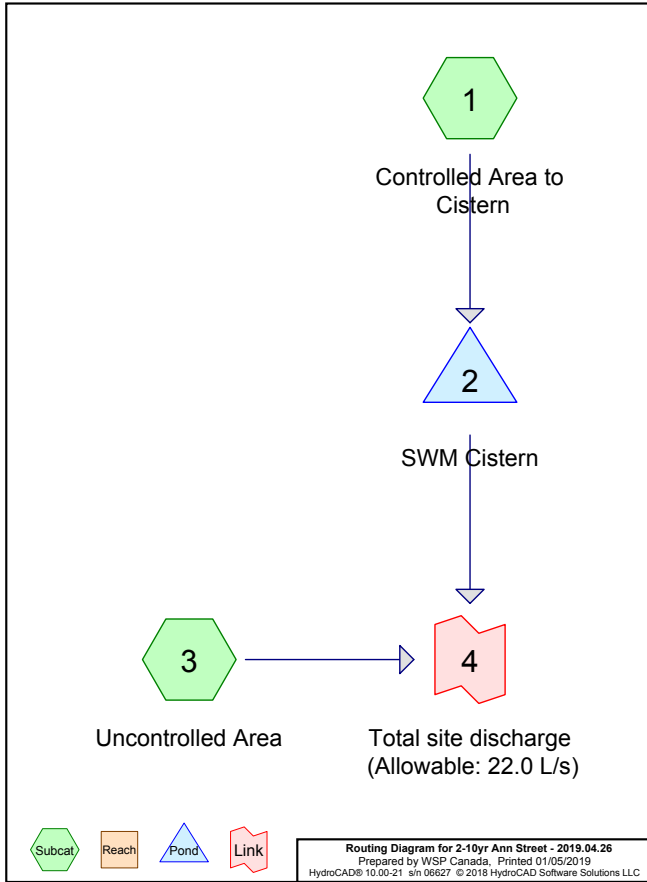 1
Controlled Area to
Cistern
2
SWM Cistern
3
Uncontrolled Area
4
Total site discharge
(Allowable: 22.0 L/s)
Subcat
Reach
Pond
Link
Routing Diagram for 2-10yr Ann Street - 2019.04.26
Prepared by WSP Canada, Printed 01/05/2019
HydroCAD® 10.00-21 s/n 06627 © 2018 HydroCAD Software Solutions LLC